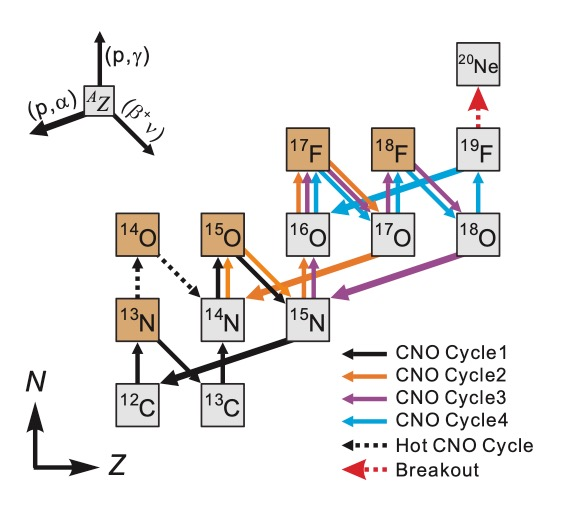 (p,γ)
(p,α)
ᴬZ
(β⁺ν)
²⁰Ne
¹⁷F
¹⁸F
¹⁹F
¹⁴O
¹⁵O
¹⁶O
¹⁷O
¹⁸O
¹³N
¹⁴N
¹⁵N
¹²C
¹³C
CNO Cycle1
CNO Cycle2
CNO Cycle3
CNO Cycle4
Hot CNO Cycle
Breakout
N
Z